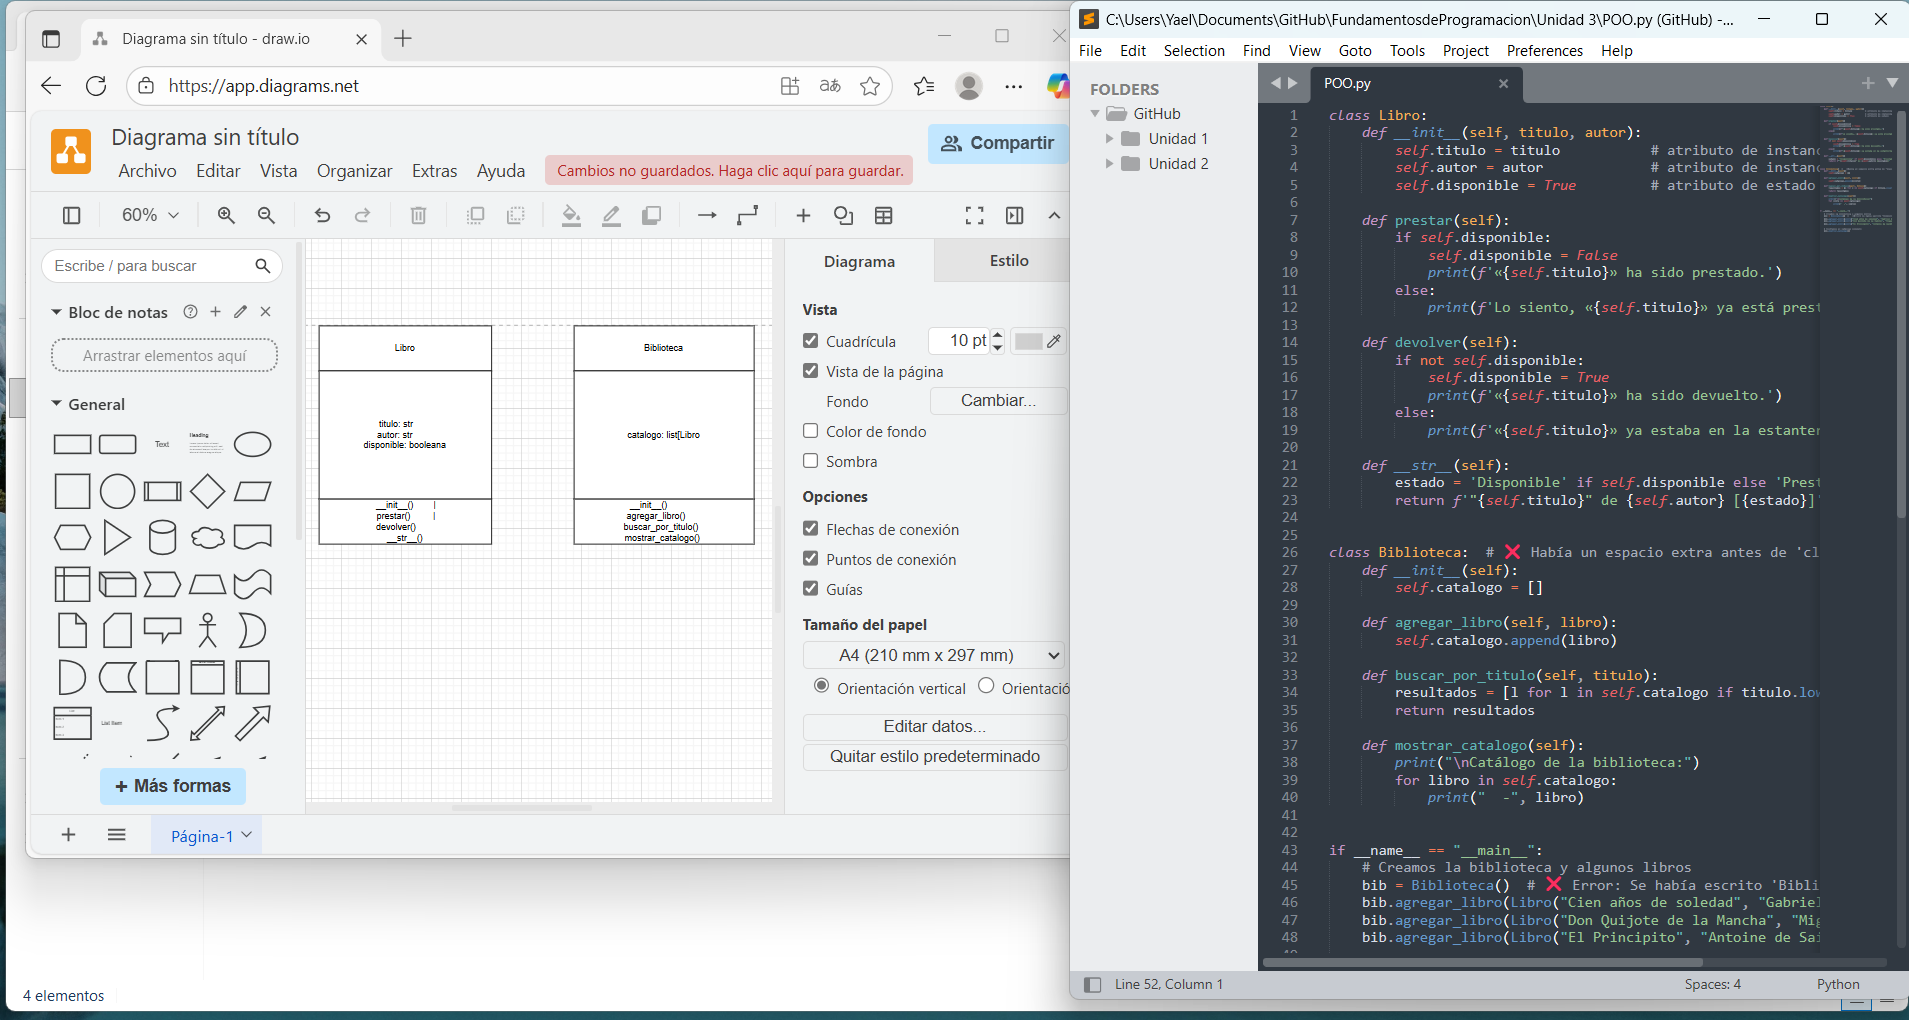 Diagrama sin título - draw.io
https://app.diagrams.net
Diagrama sin título
Archivo Editar Vista Organizar Extras Ayuda
Cambios no guardados. Haga clic aquí para guardar.
Compartir
60%
Escribe / para buscar
Bloc de notas
Arrastrar elementos aquí
General
Text
Heading
List Item
+ Más formas
Página-1
Libro
titulo: str
autor: str
disponible: booleana
__init__() |
prestar() |
devolver()
__str__()
Biblioteca
catalogo: list[Libro
__init__()
agregar_libro()
buscar_por_titulo()
mostrar_catalogo()
Diagrama
Estilo
Vista
Cuadrícula
10 pt
Vista de la página
Fondo
Cambiar...
Color de fondo
Sombra
Opciones
Flechas de conexión
Puntos de conexión
Guías
Tamaño del papel
A4 (210 mm x 297 mm)
Orientación vertical
Orientació
Editar datos...
Quitar estilo predeterminado
4 elementos
C:\Users\Yael\Documents\GitHub\FundamentosdeProgramacion\Unidad 3\POO.py (GitHub) -...
File Edit Selection Find View Goto Tools Project Preferences Help
FOLDERS
GitHub
Unidad 1
Unidad 2
POO.py
1 class Libro:
2 def __init__(self, titulo, autor):
3 self.titulo = titulo # atributo de instanc
4 self.autor = autor # atributo de instanc
5 self.disponible = True # atributo de estado
6
7 def prestar(self):
8 if self.disponible:
9 self.disponible = False
10 print(f'«{self.titulo}» ha sido prestado.')
11 else:
12 print(f'Lo siento, «{self.titulo}» ya está prest
13
14 def devolver(self):
15 if not self.disponible:
16 self.disponible = True
17 print(f'«{self.titulo}» ha sido devuelto.')
18 else:
19 print(f'«{self.titulo}» ya estaba en la estanter
20
21 def __str__(self):
22 estado = 'Disponible' if self.disponible else 'Prest
23 return f'"{self.titulo}" de {self.autor} [{estado}]'
24
25
26 class Biblioteca: # ❌ Había un espacio extra antes de 'cl
27 def __init__(self):
28 self.catalogo = []
29
30 def agregar_libro(self, libro):
31 self.catalogo.append(libro)
32
33 def buscar_por_titulo(self, titulo):
34 resultados = [l for l in self.catalogo if titulo.low
35 return resultados
36
37 def mostrar_catalogo(self):
38 print("\nCatálogo de la biblioteca:")
39 for libro in self.catalogo:
40 print("  -", libro)
41
42
43 if __name__ == "__main__":
44 # Creamos la biblioteca y algunos libros
45 bib = Biblioteca() # ❌ Error: Se había escrito 'Bibli
46 bib.agregar_libro(Libro("Cien años de soledad", "Gabriel
47 bib.agregar_libro(Libro("Don Quijote de la Mancha", "Mig
48 bib.agregar_libro(Libro("El Principito", "Antoine de Sai
Line 52, Column 1
Spaces: 4
Python